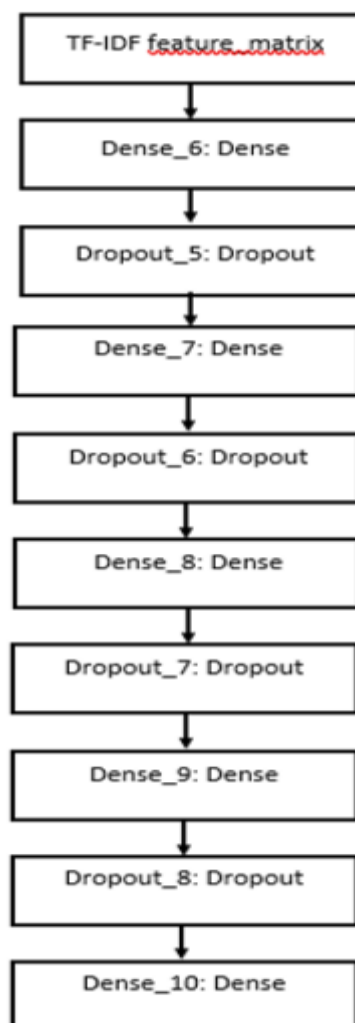 TF-IDF feature_matrix
Dense_6: Dense
Dropout_5: Dropout
Dense_7: Dense
Dropout_6: Dropout
Dense_8: Dense
Dropout_7: Dropout
Dense_9: Dense
Dropout_8: Dropout
Dense_10: Dense